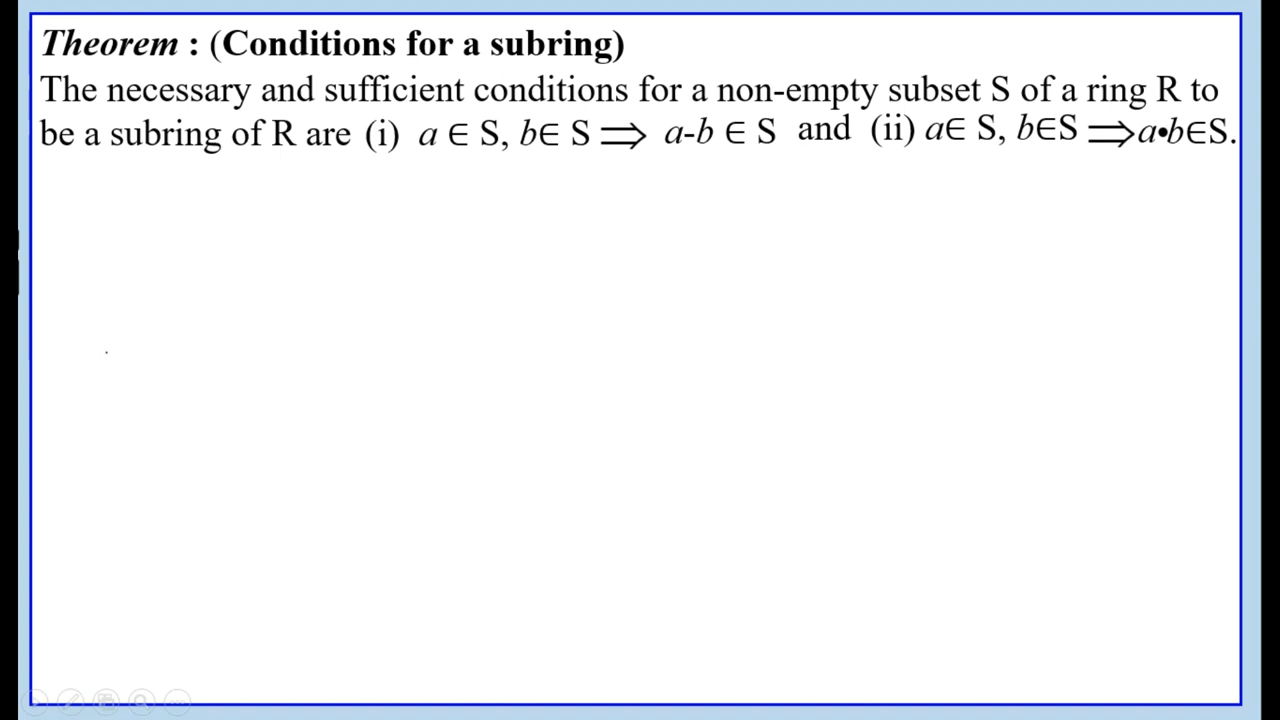 Theorem : (Conditions for a subring)
The necessary and sufficient conditions for a non-empty subset S of a ring R to
be a subring of R are (i) a ∈ S, b∈ S ⟹ a-b ∈ S and (ii) a∈ S, b∈S ⟹a•b∈S.